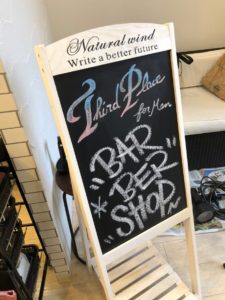 Natural wind
Write a better future
Third Place
for Men
BAR
BER
SHOP